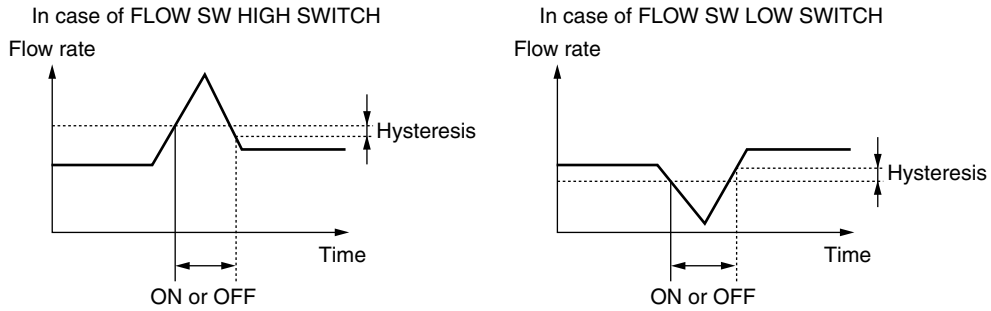 In case of FLOW SW HIGH SWITCH
Flow rate
Hysteresis
Time
ON or OFF
In case of FLOW SW LOW SWITCH
Flow rate
Hysteresis
Time
ON or OFF